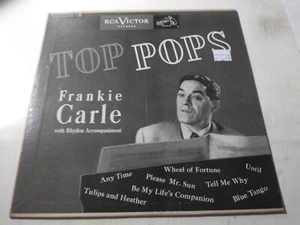 RCA VICTOR
RECORDS
TOP POPS
Frankie
Carle
with Rhythm Accompaniment
Any Time
Wheel of Fortune
Until
Please Mr. Sun
Tell Me Why
Tulips and Heather
Be My Life's Companion
Blue Tango